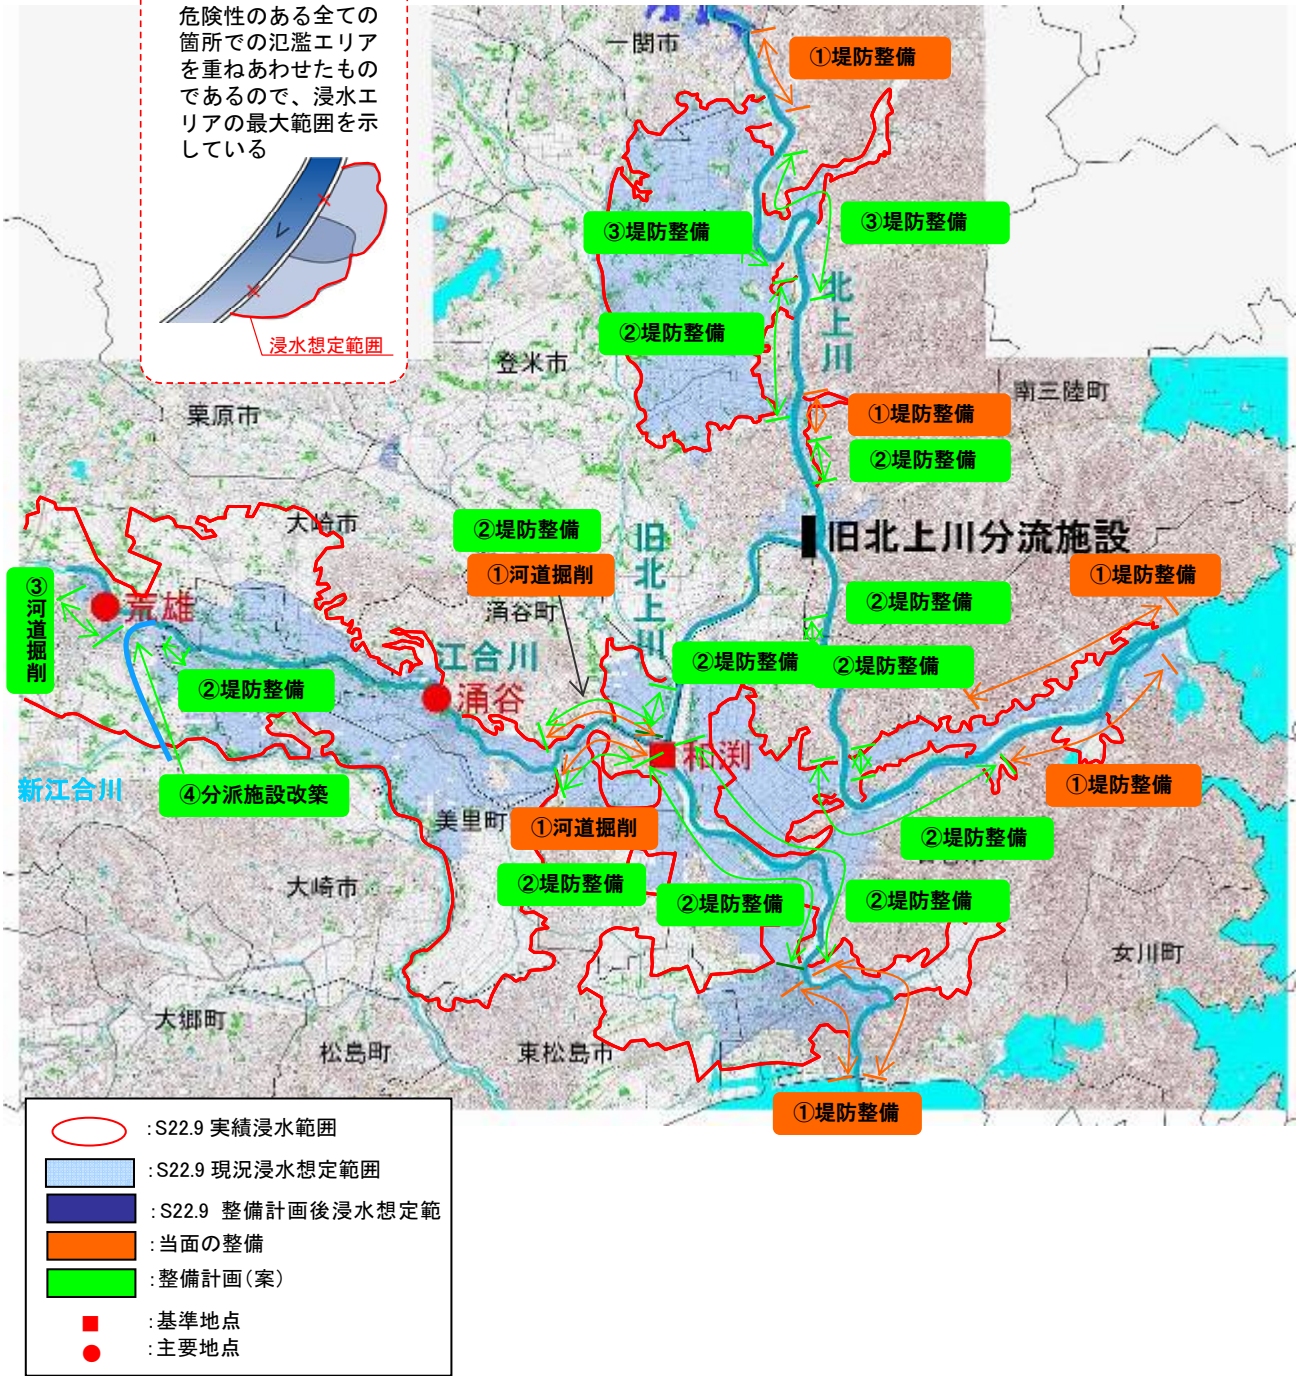 危険性のある全ての
箇所での氾濫エリア
を重ねあわせたもの
であるので、浸水エ
リアの最大範囲を示
している
浸水想定範囲
一関市
①堤防整備
③堤防整備
③堤防整備
北上川
②堤防整備
登米市
南三陸町
栗原市
①堤防整備
②堤防整備
大崎市
②堤防整備
旧北上川
旧北上川分流施設
①河道掘削
①堤防整備
③河道掘削
荒雄
涌谷町
②堤防整備
江合川
②堤防整備
②堤防整備
②堤防整備
涌谷
和渕
新江合川
④分派施設改築
①堤防整備
美里町
①河道掘削
②堤防整備
大崎市
②堤防整備
②堤防整備
②堤防整備
女川町
大郷町
松島町
東松島市
①堤防整備
:S22.9 実績浸水範囲
:S22.9 現況浸水想定範囲
:S22.9 整備計画後浸水想定範
:当面の整備
:整備計画(案)
:基準地点
:主要地点